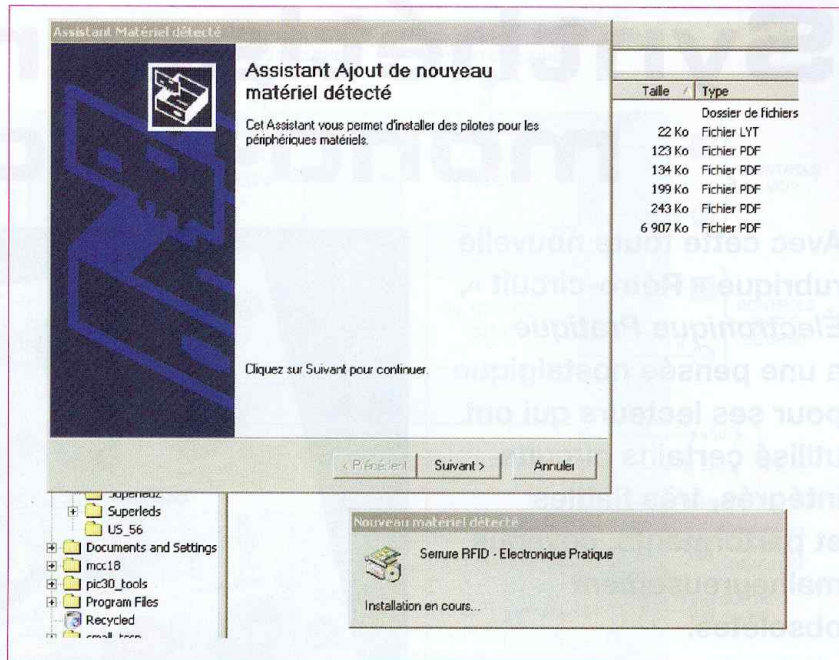 Assistant Matériel détecté
Assistant Ajout de nouveau
matériel détecté
Cet Assistant vous permet d'installer des pilotes pour les
périphériques matériels.
Cliquez sur Suivant pour continuer.
< Précédent
Suivant >
Annuler
Taille
Type
Dossier de fichiers
22 Ko Fichier LYT
123 Ko Fichier PDF
134 Ko Fichier PDF
199 Ko Fichier PDF
243 Ko Fichier PDF
6 907 Ko Fichier PDF
Superleds
US_56
Documents and Settings
mcc18
pic30_tools
Program Files
Recycled
Nouveau matériel détecté
Serrure RFID - Electronique Pratique
Installation en cours...
Avec cette toute nouvelle
rubrique « Rétro-circuit »,
Electronique Pratique
a une pensée nostalgique
pour ses lecteurs qui ont
utilisé certains circuits
intégrés, très fiables
et performants,
malheureusement
obsolètes.